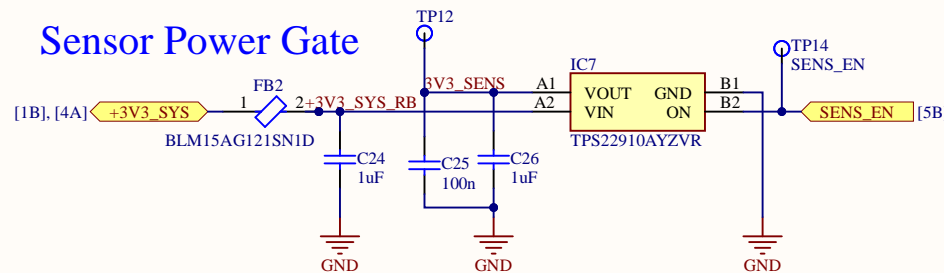 Sensor Power Gate
TP12
TP14
SENS_EN
IC7
FB2
3V3_SENS
A1
VOUT
GND
B1
[1B], [4A]
+3V3_SYS
1
2
+3V3_SYS_RB
A2
VIN
ON
B2
SENS_EN
[5B
BLM15AG121SN1D
TPS22910AYZVR
C24
1uF
C25
100n
C26
1uF
GND
GND
GND